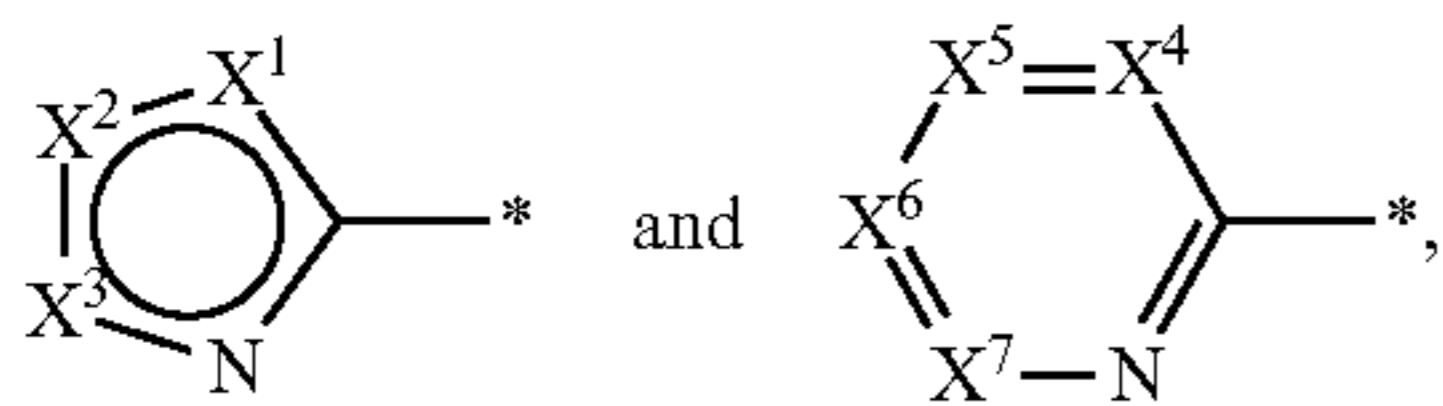 X¹ X⁵ X⁴
X²
* and X⁶ *,
X³
N X⁷ N